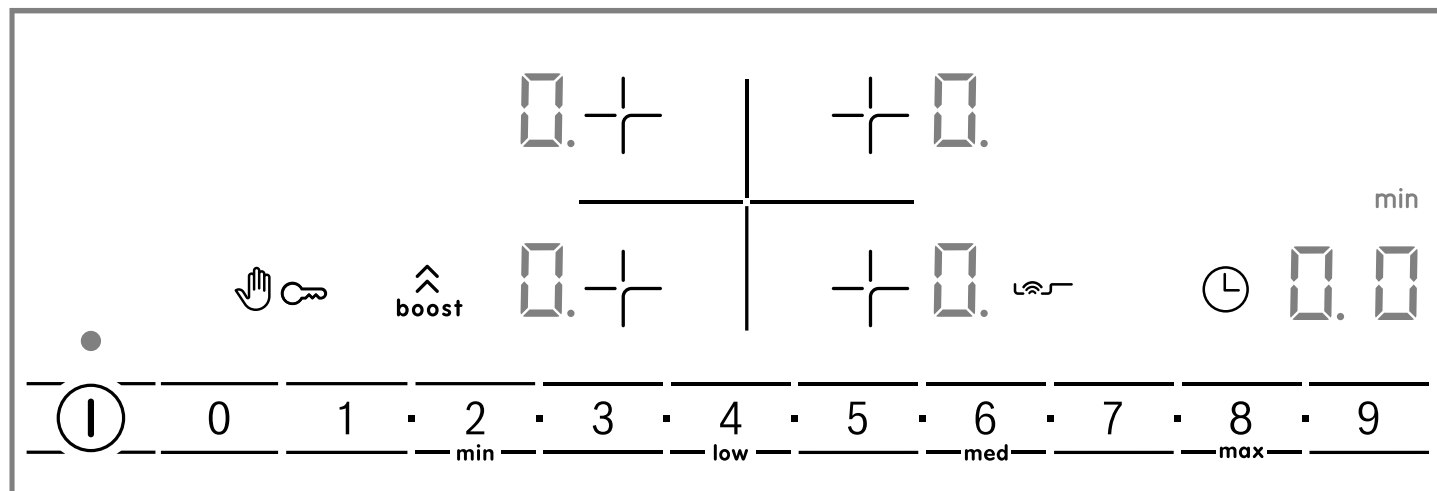 0. 0.
min
boost 0. 0. 0.0
0 1 · 2 · 3 · 4 · 5 · 6 · 7 · 8 · 9
min low med max